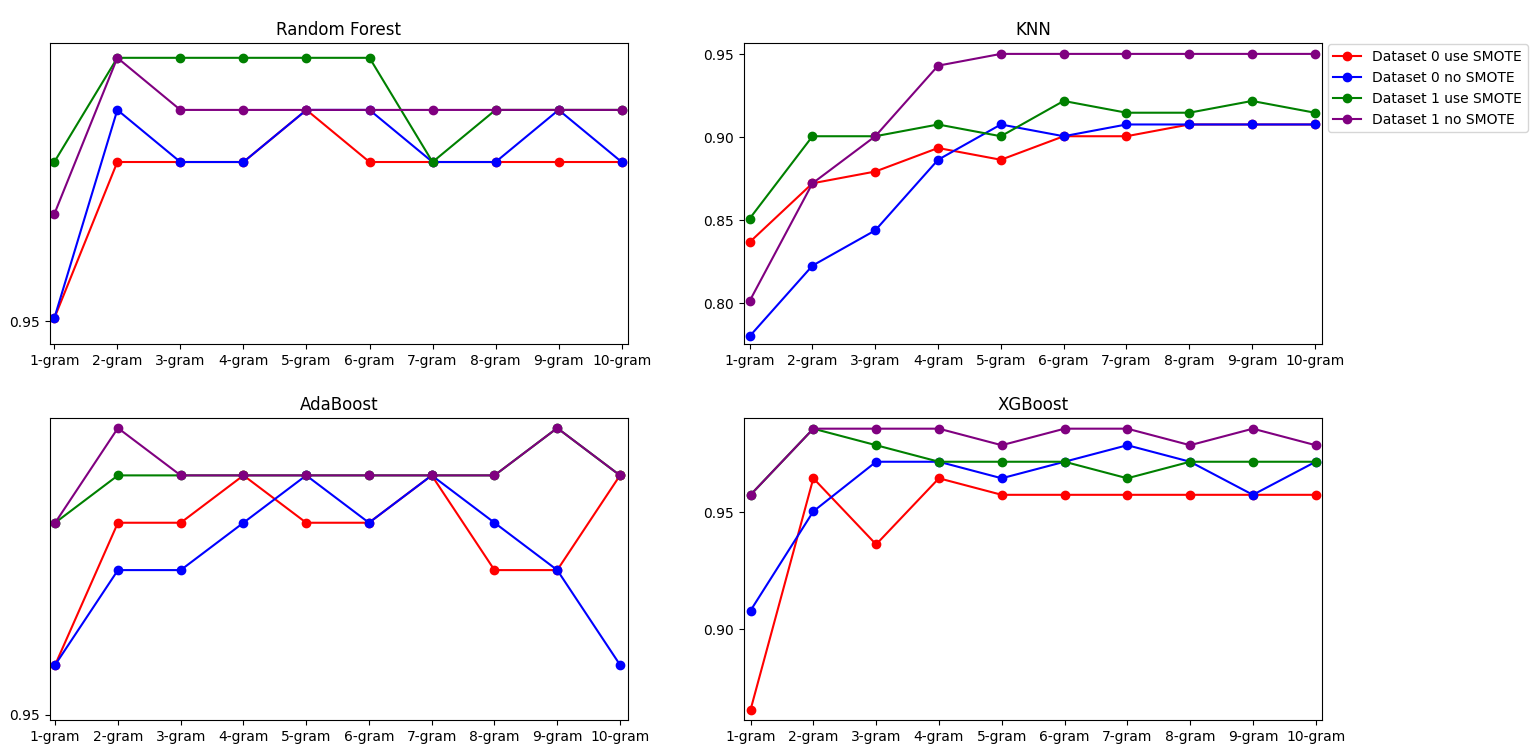 Random Forest
0.95
1-gram 2-gram 3-gram 4-gram 5-gram 6-gram 7-gram 8-gram 9-gram 10-gram
KNN
0.95
0.90
0.85
0.80
1-gram 2-gram 3-gram 4-gram 5-gram 6-gram 7-gram 8-gram 9-gram 10-gram
Dataset 0 use SMOTE
Dataset 0 no SMOTE
Dataset 1 use SMOTE
Dataset 1 no SMOTE
AdaBoost
0.95
1-gram 2-gram 3-gram 4-gram 5-gram 6-gram 7-gram 8-gram 9-gram 10-gram
XGBoost
0.95
0.90
1-gram 2-gram 3-gram 4-gram 5-gram 6-gram 7-gram 8-gram 9-gram 10-gram